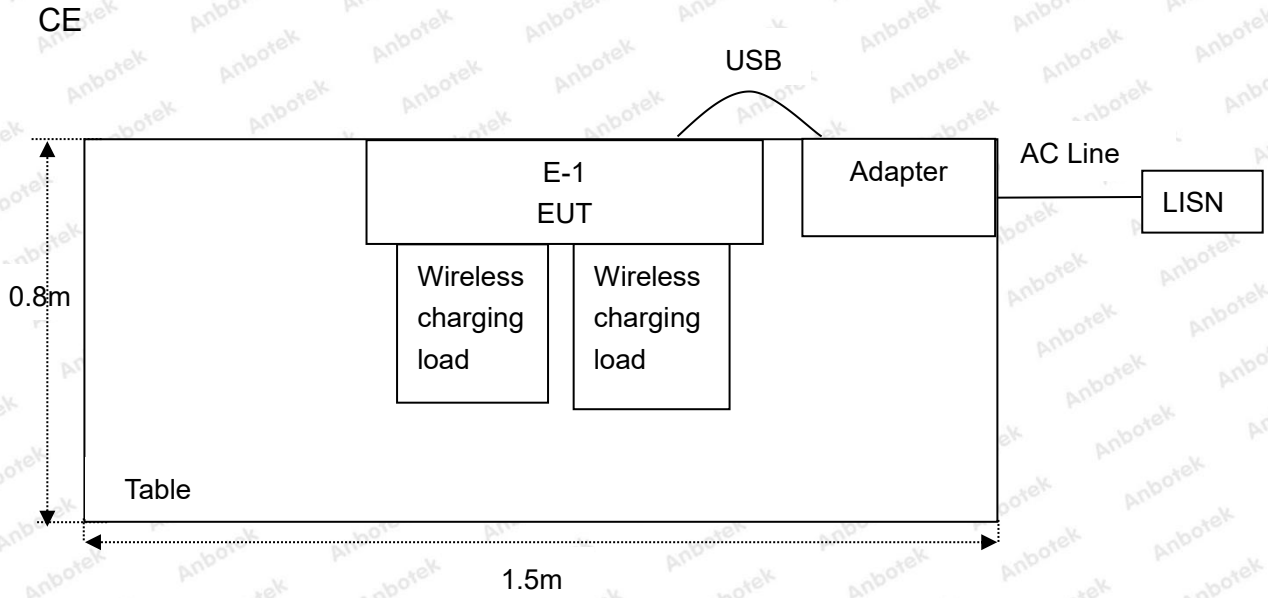 CE
USB
E-1
EUT
Adapter
AC Line
LISN
Wireless
charging
load
Wireless
charging
load
0.8m
Table
1.5m
Anbotek